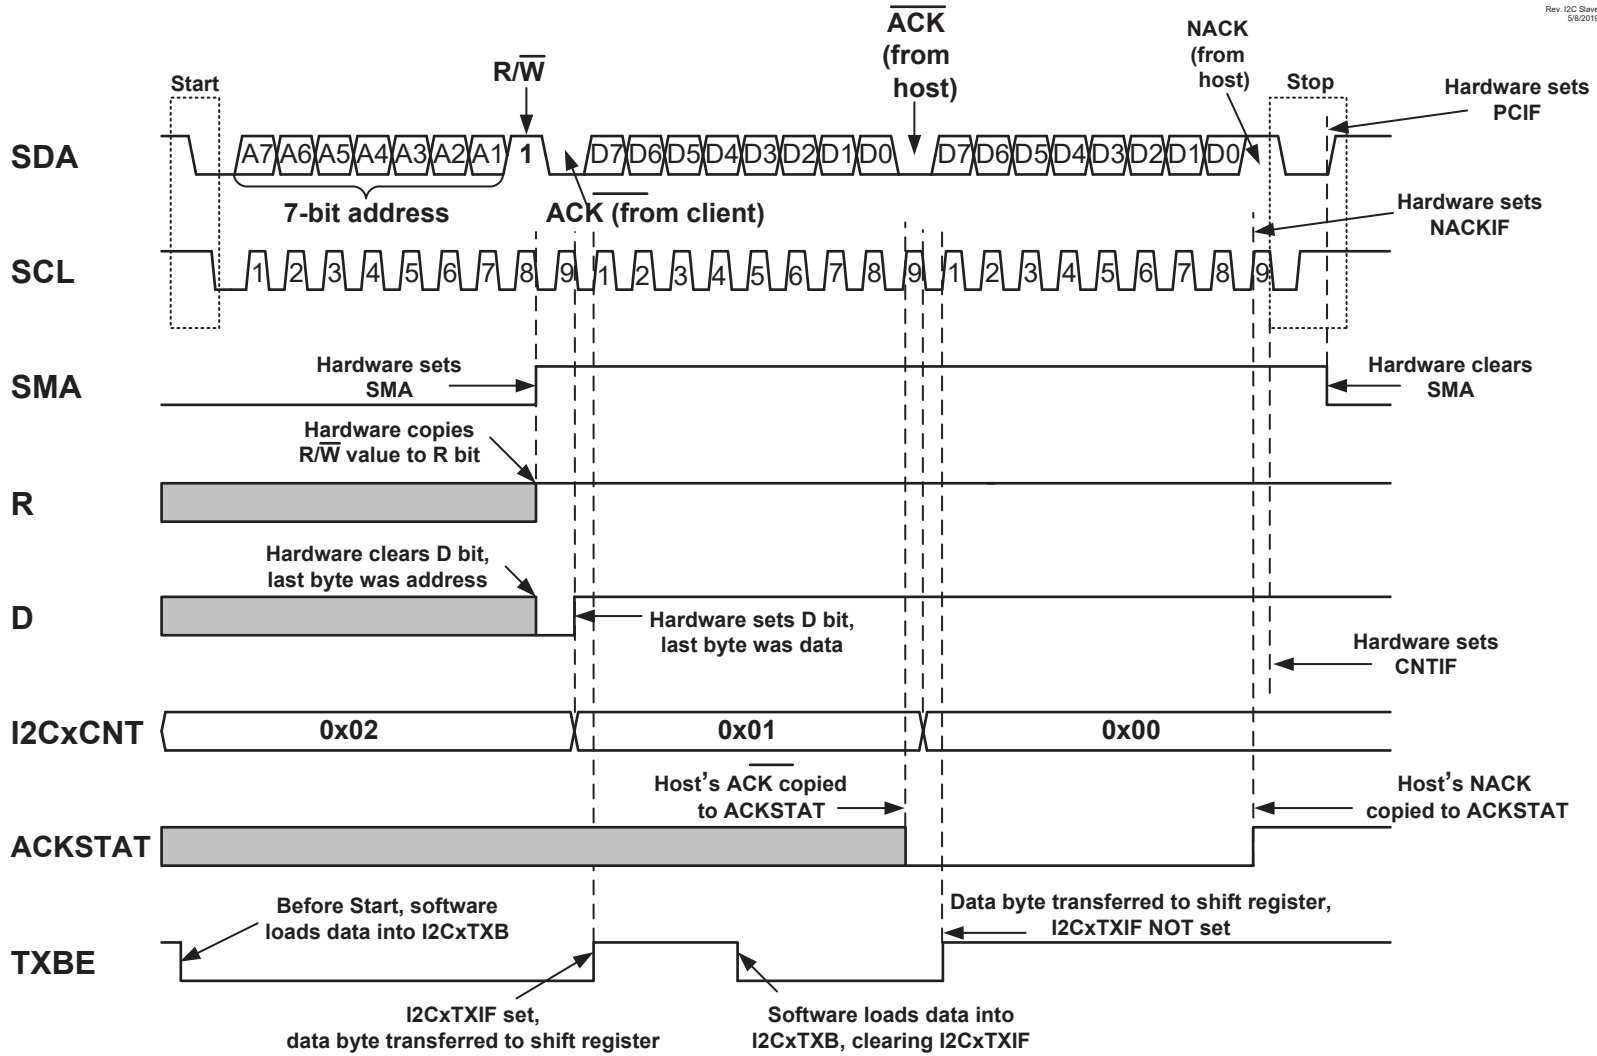 Rev. I2C Slave
5/8/2019
ACK
(from
host)
NACK
(from
host)
R/W
Start
Stop
Hardware sets
PCIF
SDA
A7 A6 A5 A4 A3 A2 A1 1 D7 D6 D5 D4 D3 D2 D1 D0 D7 D6 D5 D4 D3 D2 D1 D0
7-bit address
ACK (from client)
Hardware sets
NACKIF
SCL
1 2 3 4 5 6 7 8 9 1 2 3 4 5 6 7 8 9 1 2 3 4 5 6 7 8 9
SMA
Hardware sets
SMA
Hardware clears
SMA
Hardware copies
R/W value to R bit
R
Hardware clears D bit,
last byte was address
D
Hardware sets D bit,
last byte was data
Hardware sets
CNTIF
I2CxCNT
0x02
0x01
0x00
Host's ACK copied
to ACKSTAT
Host's NACK
copied to ACKSTAT
ACKSTAT
Before Start, software
loads data into I2CxTXB
Data byte transferred to shift register,
I2CxTXIF NOT set
TXBE
I2CxTXIF set,
data byte transferred to shift register
Software loads data into
I2CxTXB, clearing I2CxTXIF